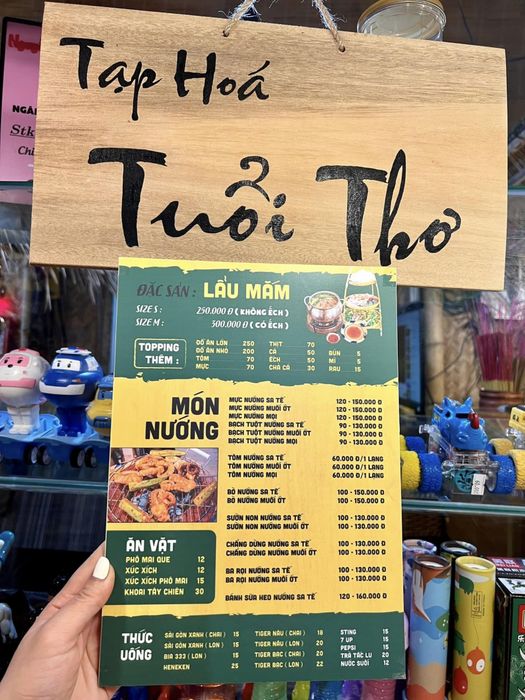 NGÂ
Stk
Tạp Hoá
Tuổi Thơ
ĐẶC SẢN : LẨU MẮM
SIZE S : 250.000 Đ ( KHÔNG ẾCH )
SIZE M : 300.000 Đ ( CÓ ẾCH )
TOPPING THÊM :
ĐỒ ĂN LỚN 250
ĐỒ ĂN NHỎ 200
TÔM 70
MỰC 70
THỊT 70
CÁ 50
ẾCH 50
CHẢ CÁ 30
BÚN 5
MÌ 5
RAU 15
MÓN
NƯỚNG
MỰC NƯỚNG SA TẾ 120 - 150.000 Đ
MỰC NƯỚNG MUỐI ỚT 120 - 150.000 Đ
MỰC NƯỚNG MỌI 120 - 150.000 Đ
BẠCH TUỘT NƯỚNG SA TẾ 90 - 130.000 Đ
BẠCH TUỘT NƯỚNG MUỐI ỚT 90 - 130.000 Đ
BẠCH TUỘT NƯỚNG MỌI 90 - 130.000 Đ
TÔM NƯỚNG SA TẾ 60.000 Đ/1 LẠNG
TÔM NƯỚNG MUỐI ỚT 60.000 Đ/1 LẠNG
TÔM NƯỚNG MỌI 60.000 Đ/1 LẠNG
BÒ NƯỚNG SA TẾ 100 - 150.000 Đ
BÒ NƯỚNG MUỐI ỚT 100 - 150.000 Đ
SƯỜN NON NƯỚNG SA TẾ 100 - 130.000 Đ
SƯỜN NON NƯỚNG MUỐI ỚT 100 - 130.000 Đ
CHẲNG DỪNG NƯỚNG SA TẾ 100 - 130.000 Đ
CHẲNG DỪNG NƯỚNG MUỐI ỚT 100 - 130.000 Đ
BA RỌI NƯỚNG SA TẾ 100 - 130.000 Đ
BA RỌI NƯỚNG MUỐI ỚT 100 - 130.000 Đ
BÁNH SỮA HEO NƯỚNG SA TẾ 120 - 160.000 Đ
ĂN VẶT
PHÔ MAI QUE 12
XÚC XÍCH 12
XÚC XÍCH PHÔ MAI 15
KHOAI TÂY CHIÊN 30
THỨC
UỐNG
SÀI GÒN XANH ( CHAI ) 15
SÀI GÒN XANH ( LON ) 15
BIA 333 ( LON ) 15
HENEKEN 25
TIGER NÂU ( CHAI ) 18
TIGER NÂU ( LON ) 20
TIGER BẠC ( CHAI ) 20
TIGER BẠC ( LON ) 22
STING 15
7 UP 15
PEPSI 15
TRÀ TẮC LU 20
NƯỚC SUỐI 12